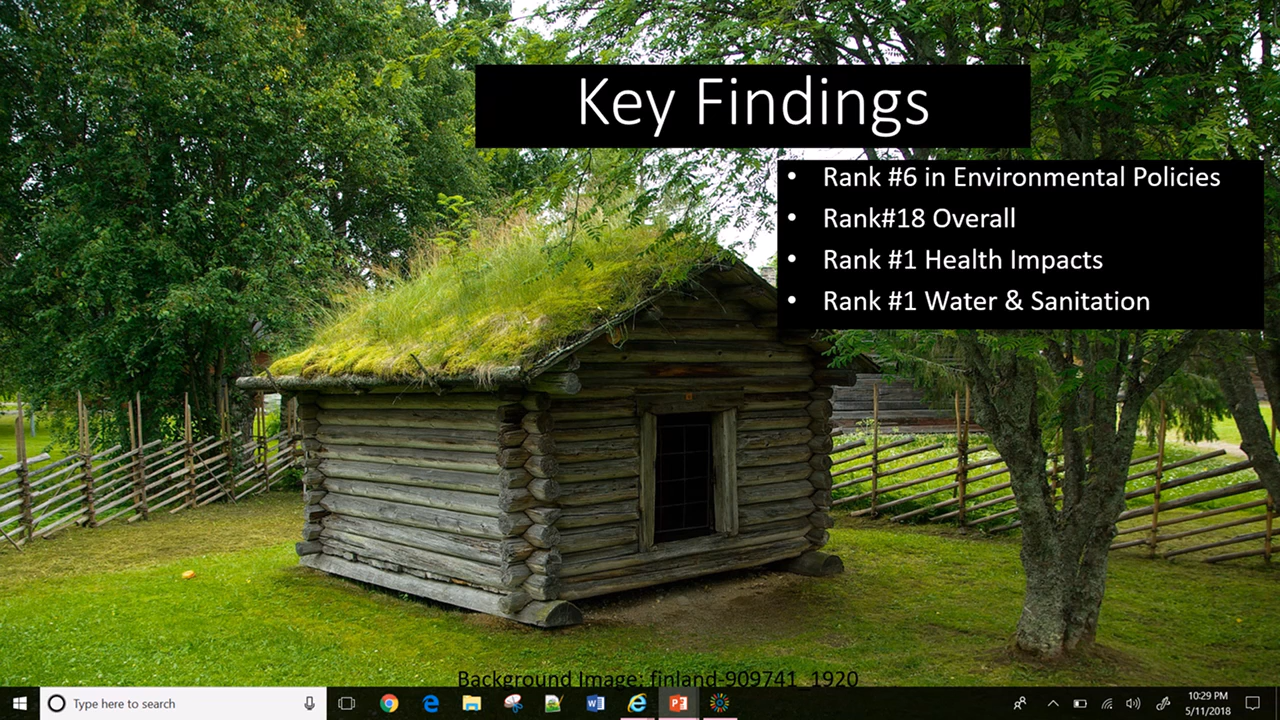 Key Findings
• Rank #6 in Environmental Policies
• Rank#18 Overall
• Rank #1 Health Impacts
• Rank #1 Water & Sanitation
Background Image: finland-909741_1920
Type here to search
10:29 PM
5/11/2018